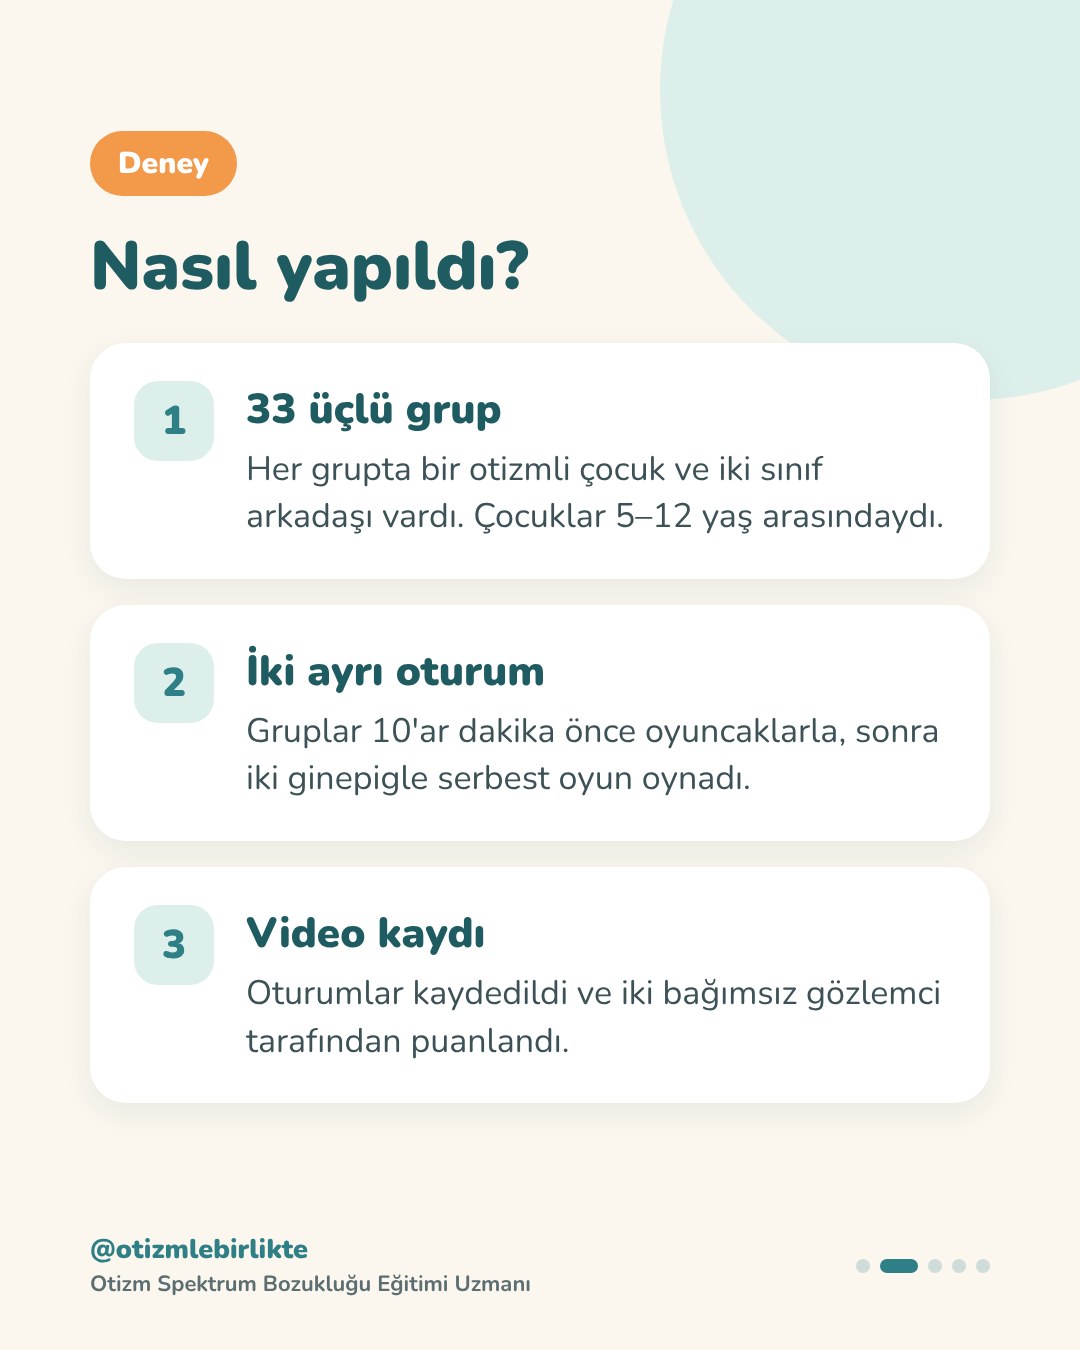 Deney
Nasıl yapıldı?
1
33 üçlü grup
Her grupta bir otizmli çocuk ve iki sınıf
arkadaşı vardı. Çocuklar 5–12 yaş arasındaydı.
2
İki ayrı oturum
Gruplar 10'ar dakika önce oyuncaklarla, sonra
iki ginepigle serbest oyun oynadı.
3
Video kaydı
Oturumlar kaydedildi ve iki bağımsız gözlemci
tarafından puanlandı.
@otizmlebirlikte
Otizm Spektrum Bozukluğu Eğitimi Uzmanı